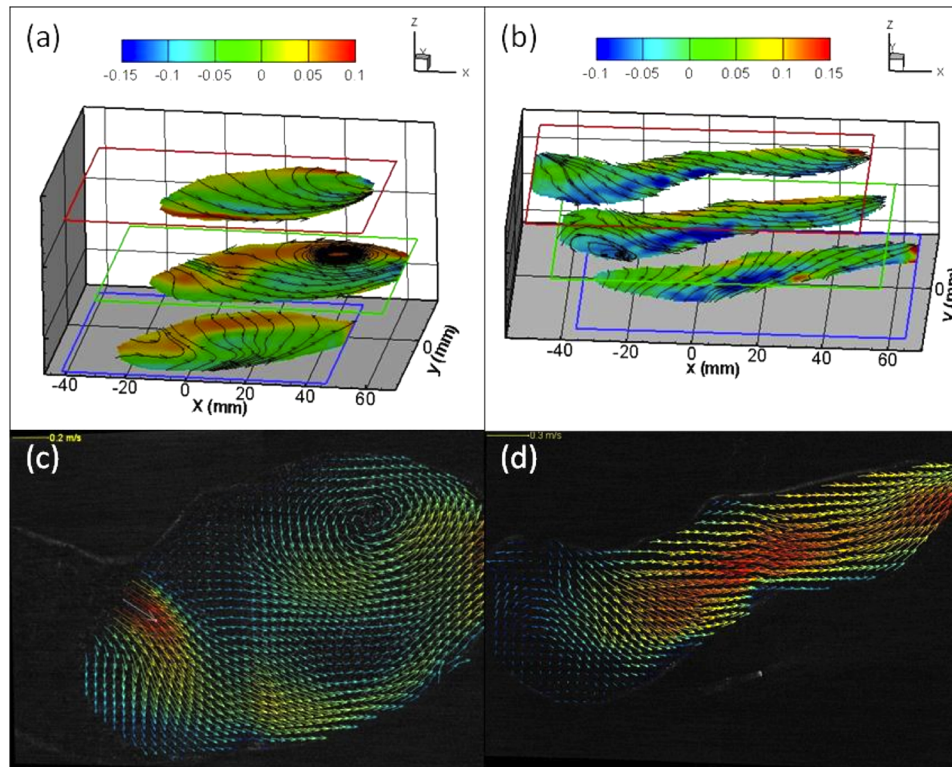 (a)
Z
Y
X
-0.15 -0.1 -0.05 0 0.05 0.1
-40 -20 0 20 40 60
X (mm)
0
y (mm)
(b)
Z
Y
X
-0.1 -0.05 0 0.05 0.1 0.15
-40 -20 0 20 40 60
X (mm)
0
y (mm)
(c)
0.2 m/s
(d)
0.3 m/s